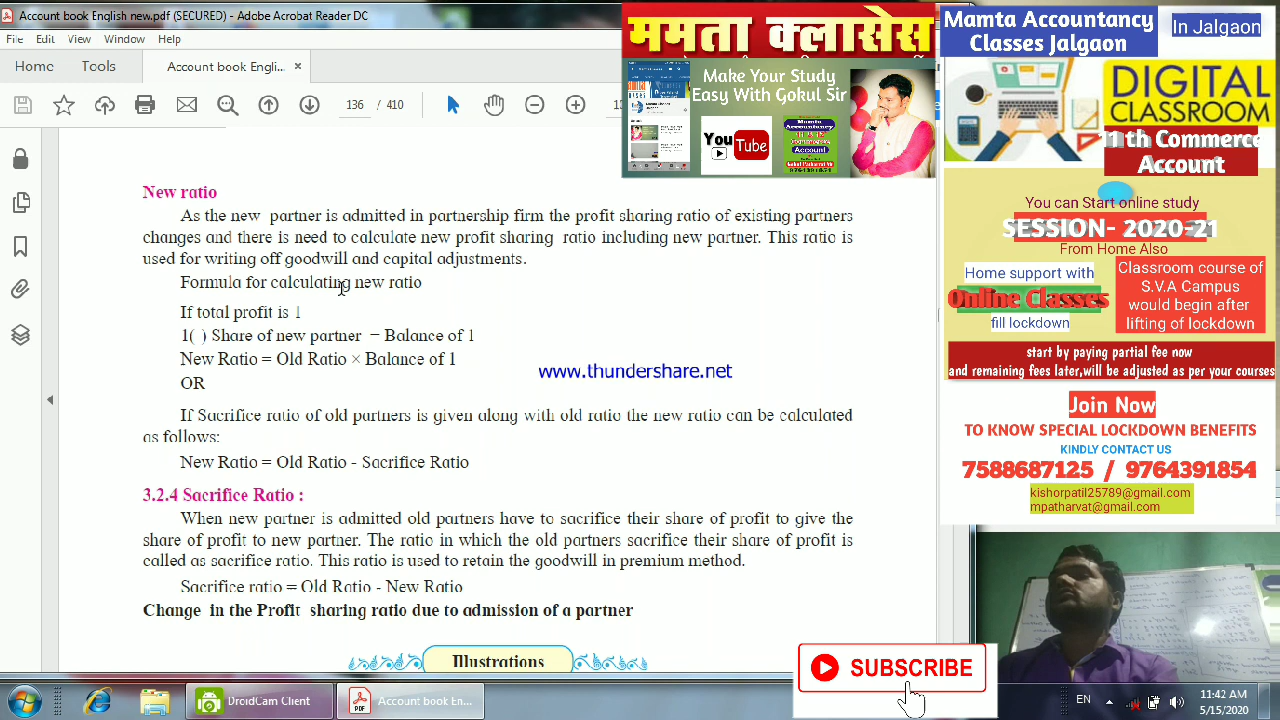 Account book English new.pdf (SECURED) - Adobe Acrobat Reader DC
File Edit View Window Help
Home Tools Account book Engli... ×
136 / 410
New ratio
As the new partner is admitted in partnership firm the profit sharing ratio of existing partners
changes and there is need to calculate new profit sharing ratio including new partner. This ratio is
used for writing off goodwill and capital adjustments.
Formula for calculating new ratio
If total profit is 1
1(-) Share of new partner = Balance of 1
New Ratio = Old Ratio × Balance of 1
OR
www.thundershare.net
If Sacrifice ratio of old partners is given along with old ratio the new ratio can be calculated
as follows:
New Ratio = Old Ratio - Sacrifice Ratio
3.2.4 Sacrifice Ratio :
When new partner is admitted old partners have to sacrifice their share of profit to give the
share of profit to new partner. The ratio in which the old partners sacrifice their share of profit is
called as sacrifice ratio. This ratio is used to retain the goodwill in premium method.
Sacrifice ratio = Old Ratio - New Ratio
Change in the Profit sharing ratio due to admission of a partner
Illustrations
ममता क्लासेस
Make Your Study
Easy With Gokul Sir
You Tube
Mamta
Accountancy
Commerce
Account
Mamta Accountancy
Classes Jalgaon
In Jalgaon
DIGITAL
CLASSROOM
1 th Commerce
Account
You can Start online study
SESSION- 2020-21
From Home Also
Home support with
Online Classes
fill lockdown
Classroom course of
S.V.A Campus
would begin after
lifting of lockdown
start by paying partial fee now
and remaining fees later,will be adjusted as per your courses
Join Now
TO KNOW SPECIAL LOCKDOWN BENEFITS
KINDLY CONTACT US
7588687125 / 9764391854
kishorpatil25789@gmail.com
mpatharvat@gmail.com
SUBSCRIBE
DroidCam Client
Account book En...
EN
11:42 AM
5/15/2020